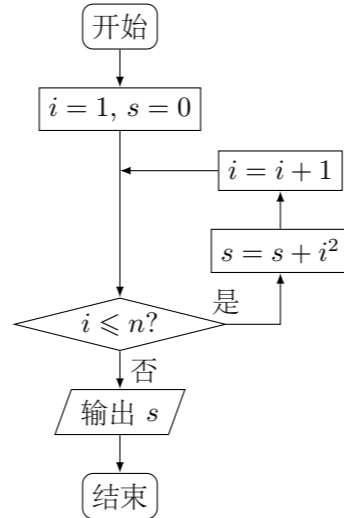 开始
i = 1, s = 0
i = i + 1
s = s + i²
是
i ⩽ n?
否
输出 s
结束